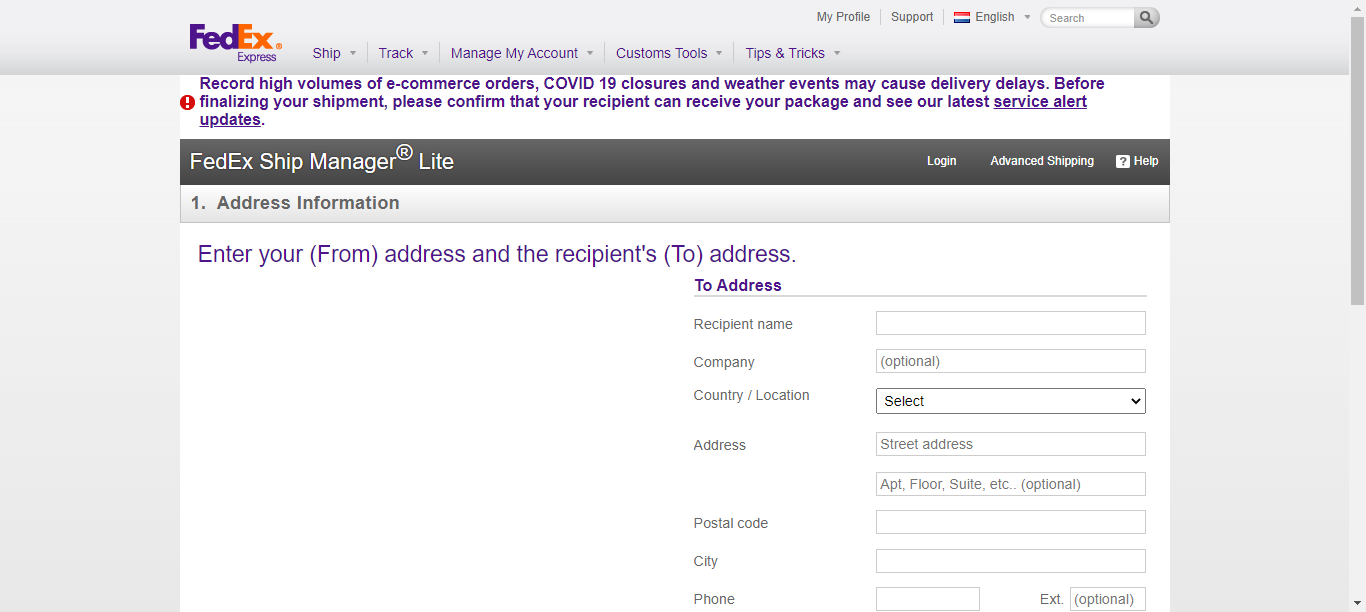 My Profile
Support
English
Search
FedEx®
Express
Ship
Track
Manage My Account
Customs Tools
Tips & Tricks
Record high volumes of e-commerce orders, COVID 19 closures and weather events may cause delivery delays. Before
finalizing your shipment, please confirm that your recipient can receive your package and see our latest service alert
updates.
FedEx Ship Manager® Lite
Login
Advanced Shipping
? Help
1. Address Information
Enter your (From) address and the recipient's (To) address.
To Address
Recipient name
Company
(optional)
Country / Location
Select
Address
Street address
Apt, Floor, Suite, etc.. (optional)
Postal code
City
Phone
Ext.
(optional)